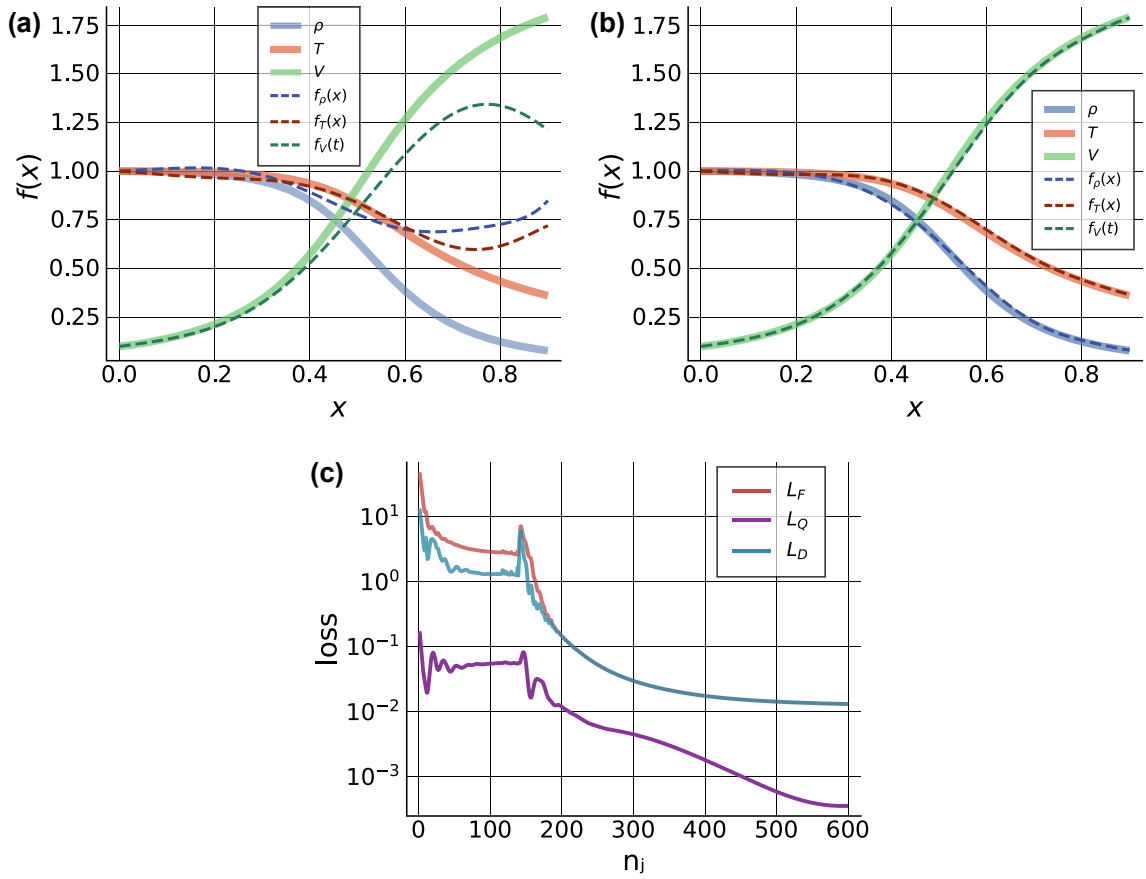 (a)
f(x)
1.75
1.50
1.25
1.00
0.75
0.50
0.25
0.0 0.2 0.4 0.6 0.8
x
ρ
T
V
f_ρ(x)
f_T(x)
f_V(t)
(b)
f(x)
1.75
1.50
1.25
1.00
0.75
0.50
0.25
0.0 0.2 0.4 0.6 0.8
x
ρ
T
V
f_ρ(x)
f_T(x)
f_V(t)
(c)
loss
10^1
10^0
10^-1
10^-2
10^-3
0 100 200 300 400 500 600
n_j
L_F
L_Q
L_D